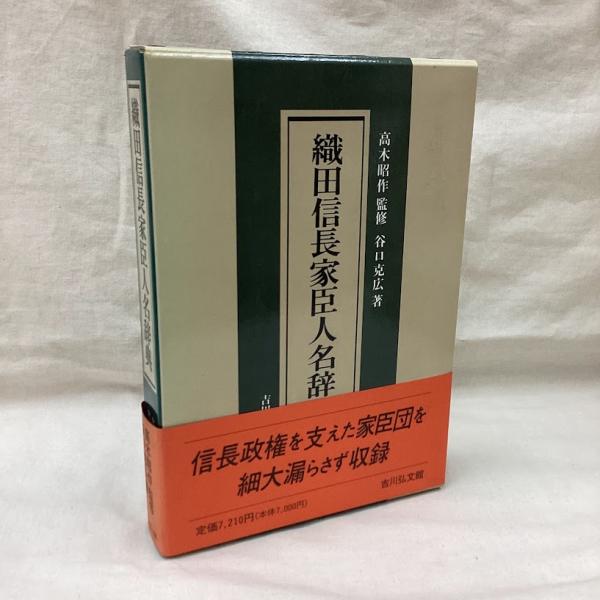 織田信長家臣人名辞典
高木昭作 監修 谷口克広 著
織田信長家臣人名辞
吉川
信長政権を支えた家臣団を
細大漏らさず収録
定価7,210円(本体7,000円)
吉川弘文館